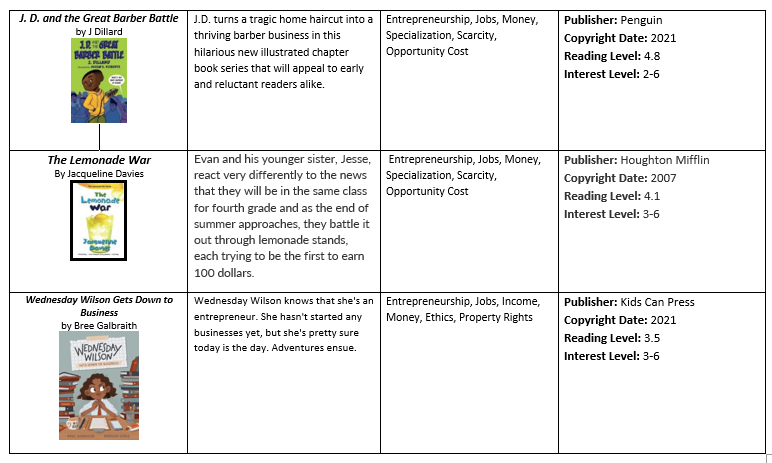 J. D. and the Great Barber Battle
by J Dillard
J.D. AND THE GREAT
BARBER BATTLE
J. DILLARD
J.D. turns a tragic home haircut into a
thriving barber business in this
hilarious new illustrated chapter
book series that will appeal to early
and reluctant readers alike.
Entrepreneurship, Jobs, Money,
Specialization, Scarcity,
Opportunity Cost
Publisher: Penguin
Copyright Date: 2021
Reading Level: 4.8
Interest Level: 2-6
The Lemonade War
By Jacqueline Davies
The
Lemonade
War
Jacqueline
Davies
Evan and his younger sister, Jesse,
react very differently to the news
that they will be in the same class
for fourth grade and as the end of
summer approaches, they battle it
out through lemonade stands,
each trying to be the first to earn
100 dollars.
Entrepreneurship, Jobs, Money,
Specialization, Scarcity,
Opportunity Cost
Publisher: Houghton Mifflin
Copyright Date: 2007
Reading Level: 4.1
Interest Level: 3-6
Wednesday Wilson Gets Down to
Business
by Bree Galbraith
WEDNESDAY
WILSON
Wednesday Wilson knows that she's an
entrepreneur. She hasn't started any
businesses yet, but she's pretty sure
today is the day. Adventures ensue.
Entrepreneurship, Jobs, Income,
Money, Ethics, Property Rights
Publisher: Kids Can Press
Copyright Date: 2021
Reading Level: 3.5
Interest Level: 3-6